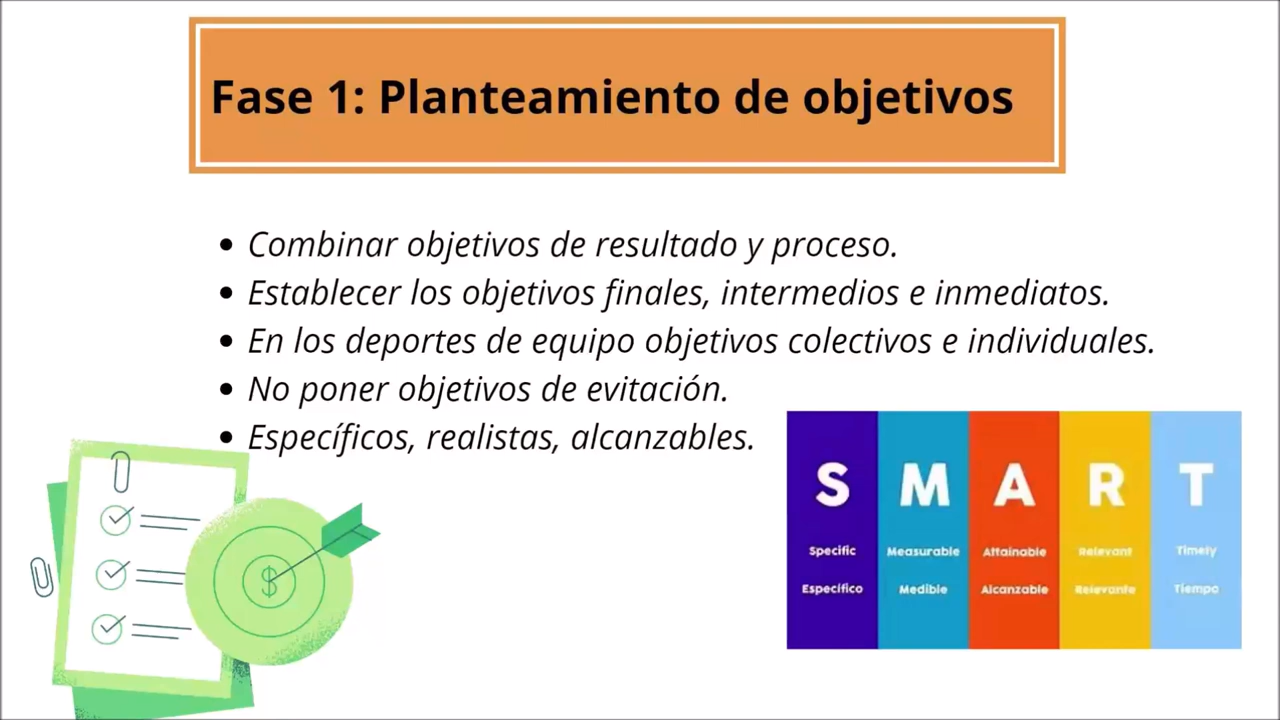 Fase 1: Planteamiento de objetivos
Combinar objetivos de resultado y proceso.
Establecer los objetivos finales, intermedios e inmediatos.
En los deportes de equipo objetivos colectivos e individuales.
No poner objetivos de evitación.
Específicos, realistas, alcanzables.
S M A R T
Specific Measurable Attainable Relevant Timely
Específico Medible Alcanzable Relevante Tiempo
$